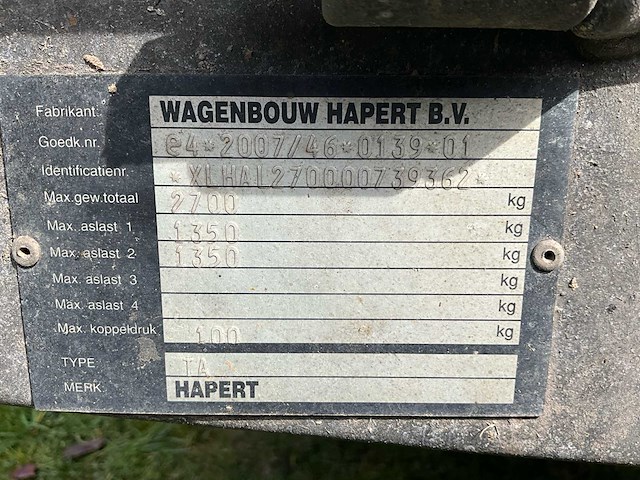 Fabrikant: WAGENBOUW HAPERT B.V.
Goedk.nr. e4*2007/46*0139*01
Identificatienr. *XLHAL270000739362*
Max.gew.totaal 2700 kg
Max. aslast 1 1350 kg
Max. aslast 2 1350 kg
Max. aslast 3 kg
Max. aslast 4 kg
Max. koppeldruk 100 kg
TYPE TA
MERK HAPERT